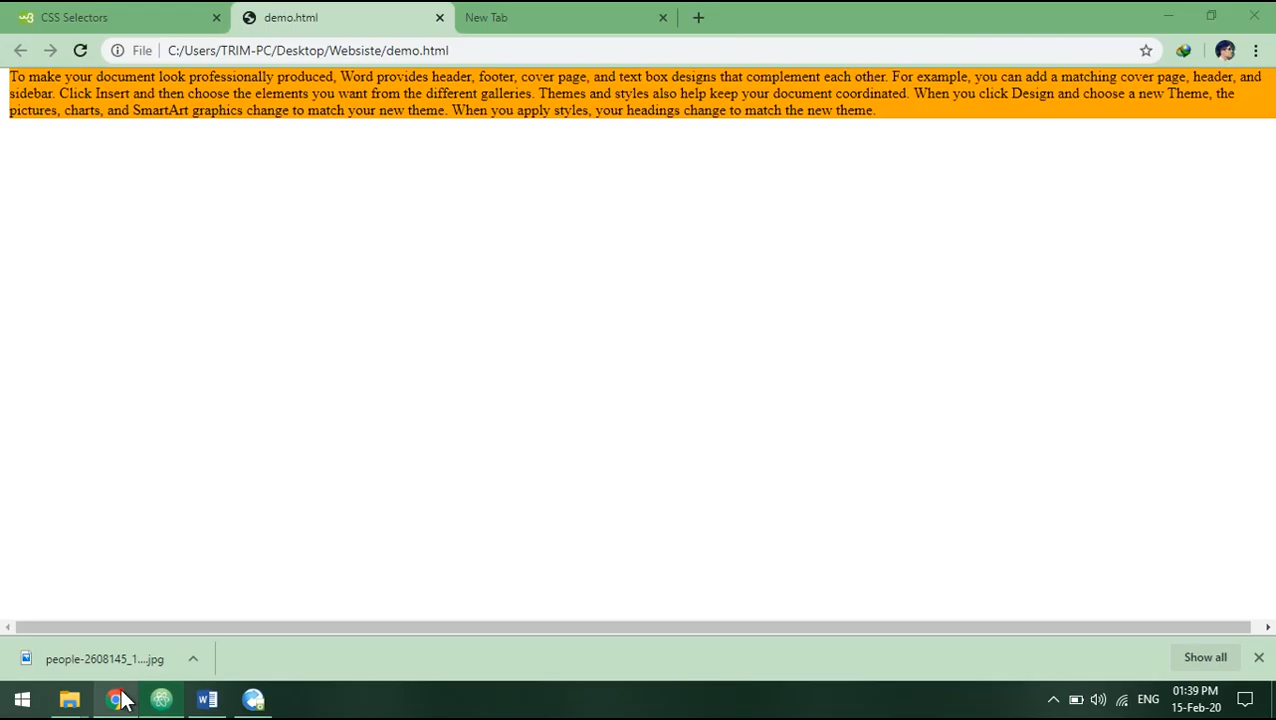 CSS Selectors
demo.html
New Tab
File C:/Users/TRIM-PC/Desktop/Websiste/demo.html
To make your document look professionally produced, Word provides header, footer, cover page, and text box designs that complement each other. For example, you can add a matching cover page, header, and
sidebar. Click Insert and then choose the elements you want from the different galleries. Themes and styles also help keep your document coordinated. When you click Design and choose a new Theme, the
pictures, charts, and SmartArt graphics change to match your new theme. When you apply styles, your headings change to match the new theme.
people-2608145_1....jpg
Show all
ENG
01:39 PM
15-Feb-20